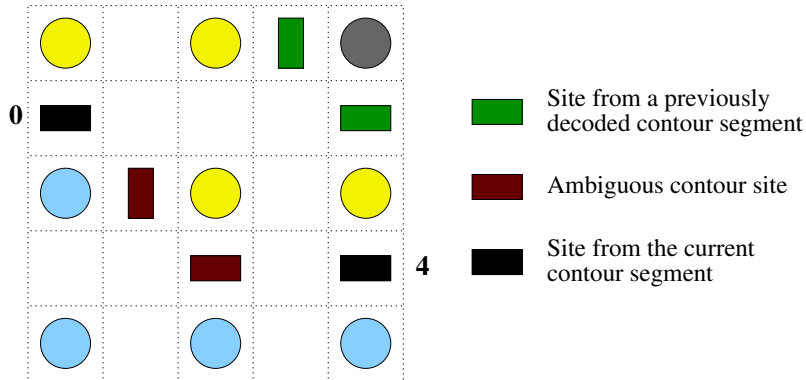 0
Site from a previously
decoded contour segment
Ambiguous contour site
Site from the current
contour segment
4